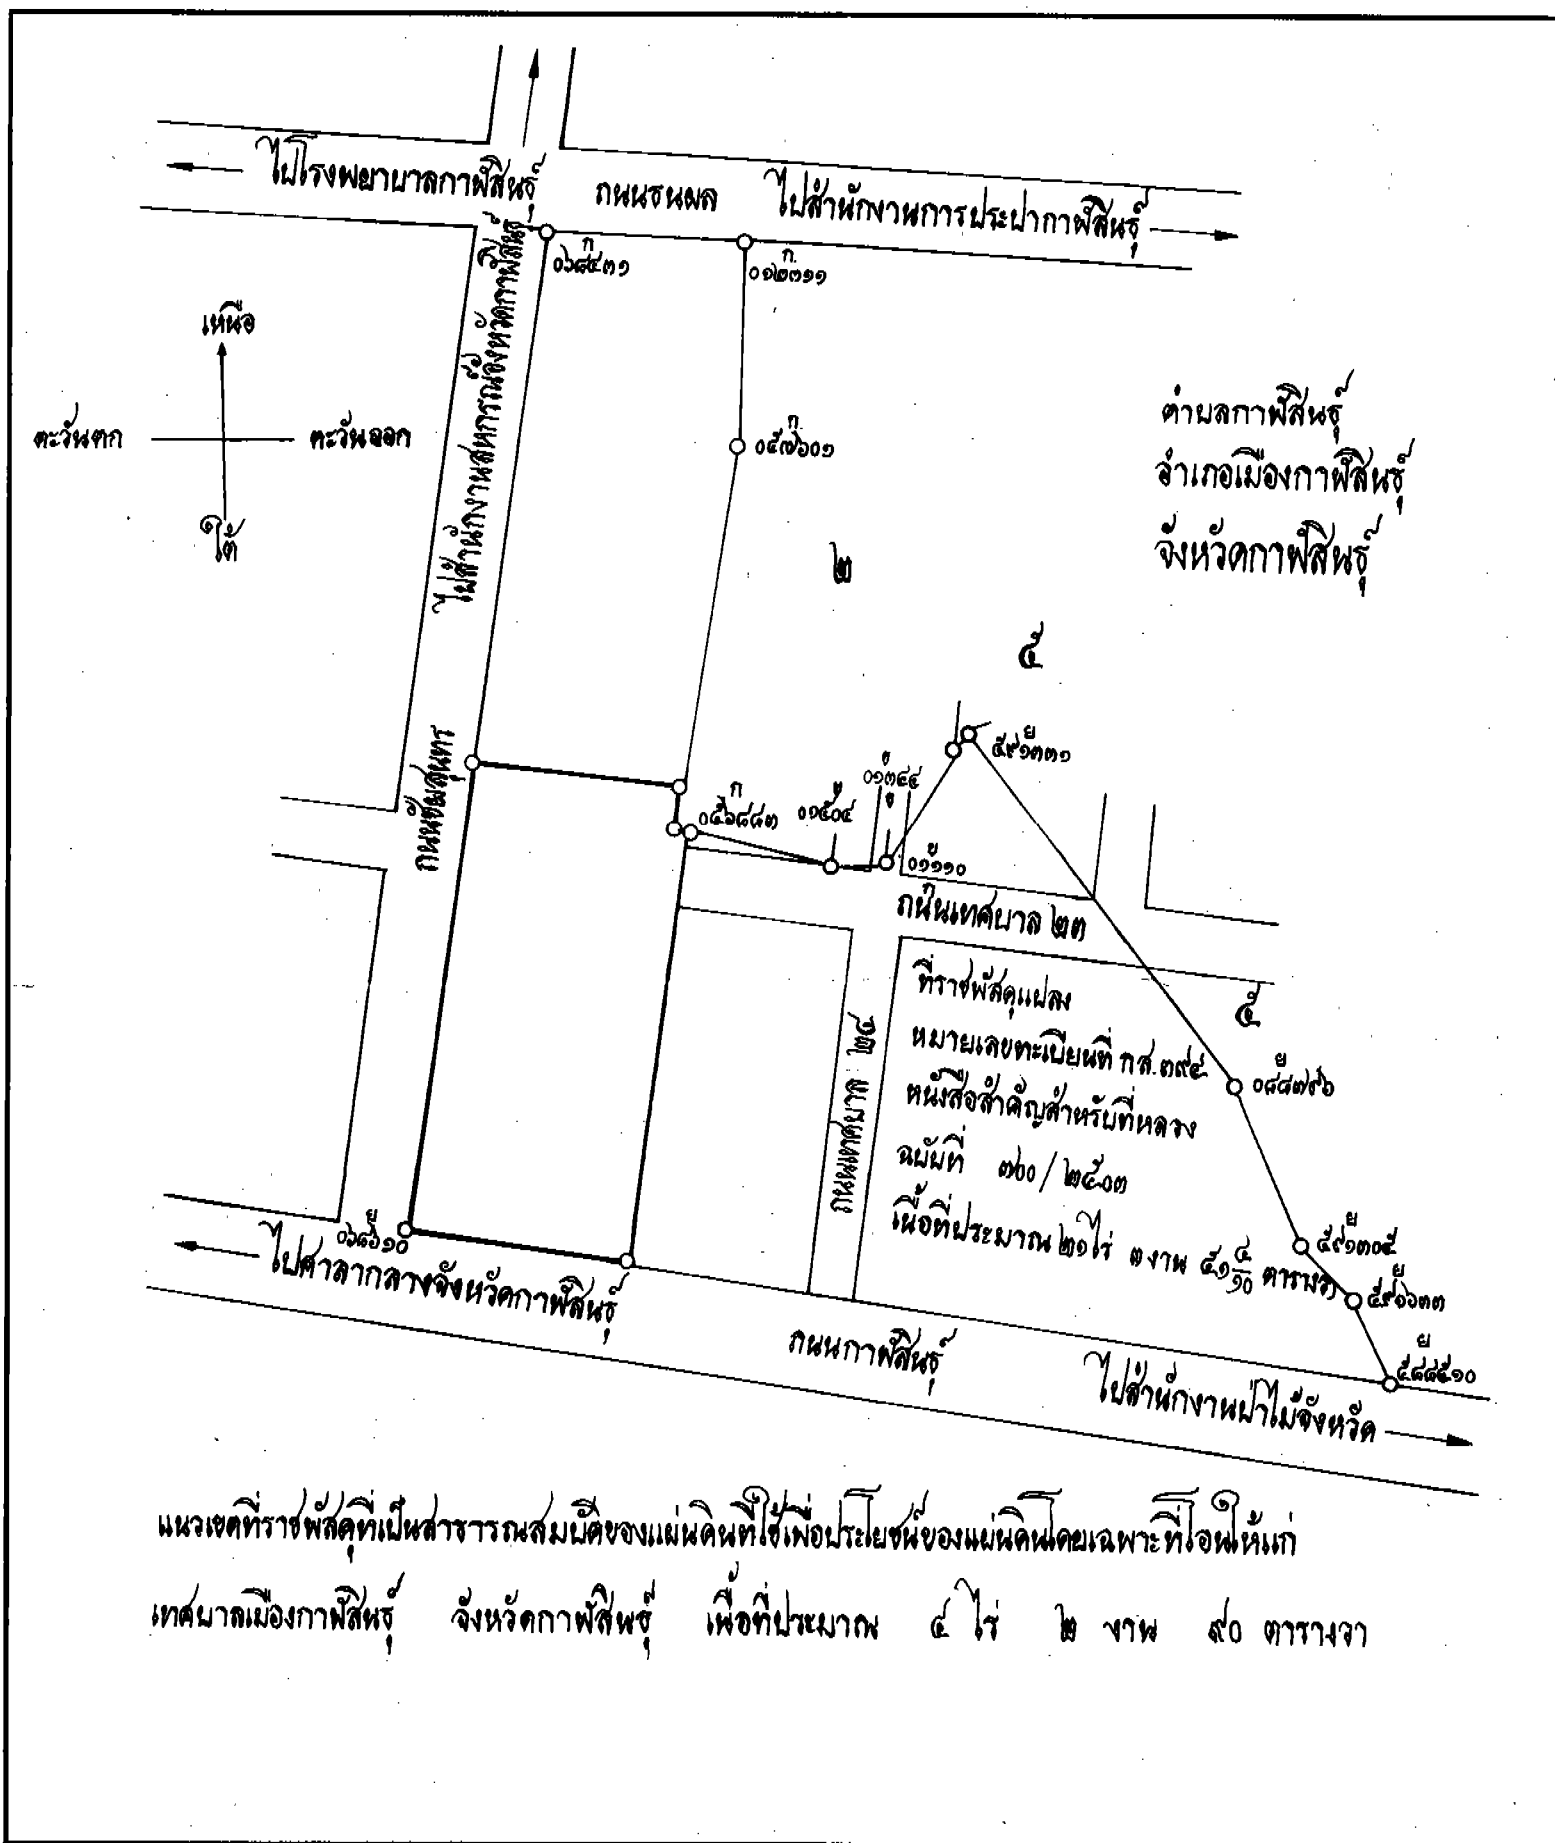 ไปโรงพยาบาลกาฬสินธุ์
ถนนธนผล
ไปสำนักงานการประปากาฬสินธุ์
ไปสำนักงานสหกรณ์จังหวัดกาฬสินธุ์
ก
๐๖๘๔๓๑
ก
๐๑๒๓๑๑
เหนือ
ตะวันตก
ตะวันออก
ใต้
ก
๐๕๗๖๐๑
ตำบลกาฬสินธุ์
อำเภอเมืองกาฬสินธุ์
จังหวัดกาฬสินธุ์
๒
๕
ถนนชัยสุนทร
ย
๕๙๑๓๓๑
ก
๐๕๖๘๘๓
๐๑๕๐๔
๐๑๓๔๔
ย
๐๑๑๑๐
ถนนเทศบาล ๒๓
ถนนเทศบาล ๒๔
ที่ราชพัสดุแปลง
หมายเลขทะเบียนที่ กส.๓๙๔
หนังสือสำคัญสำหรับที่หลวง
ฉบับที่ ๗๖๐/๒๕๐๓
เนื้อที่ประมาณ ๒๑ ไร่ ๓ งาน ๕๑ ๔/๑๐ ตารางวา
๕
ย
๐๘๘๗๙๖
ย
๕๙๑๓๐๕
ย
๕๙๑๖๓๓
ย
๕๘๘๕๑๐
ย
๐๖๘๖๑๐
ไปศาลากลางจังหวัดกาฬสินธุ์
ถนนกาฬสินธุ์
ไปสำนักงานป่าไม้จังหวัด
แนวเขตที่ราชพัสดุที่เป็นสาธารณสมบัติของแผ่นดินที่ใช้เพื่อประโยชน์ของแผ่นดินโดยเฉพาะที่โอนให้แก่
เทศบาลเมืองกาฬสินธุ์ จังหวัดกาฬสินธุ์ เนื้อที่ประมาณ ๔ ไร่ ๒ งาน ๙๐ ตารางวา